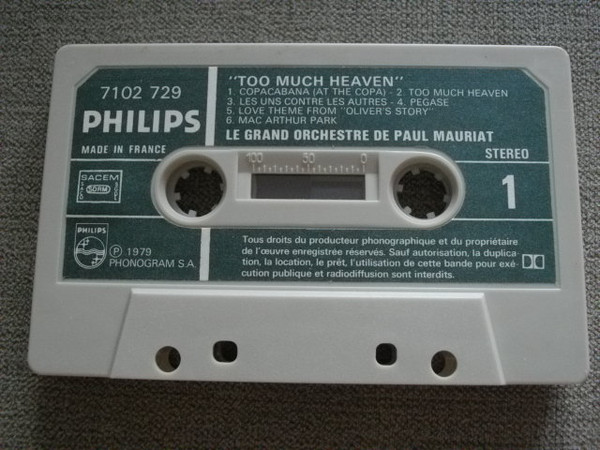 7102 729
PHILIPS
MADE IN FRANCE
"TOO MUCH HEAVEN"
1. COPACABANA (AT THE COPA) - 2. TOO MUCH HEAVEN
3. LES UNS CONTRE LES AUTRES - 4. PEGASE
5. LOVE THEME FROM "OLIVER'S STORY"
6. MAC ARTHUR PARK
LE GRAND ORCHESTRE DE PAUL MAURIAT
STEREO
1
100 50 0
SACEM
SDRM
PHILIPS
Ⓟ 1979
PHONOGRAM S.A.
Tous droits du producteur phonographique et du propriétaire
de l'œuvre enregistrée réservés. Sauf autorisation, la duplica-
tion, la location, le prêt, l'utilisation de cette bande pour exé-
cution publique et radiodiffusion sont interdits.